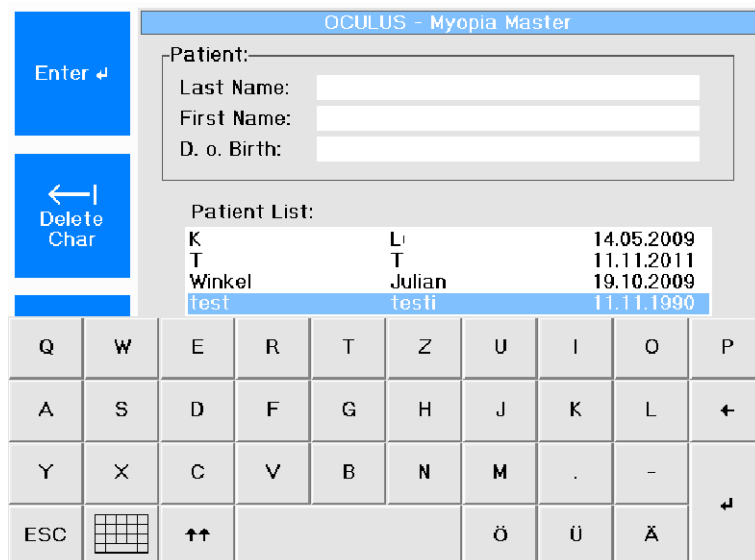 OCULUS - Myopia Master
Enter ↵
Patient:
Last Name:
First Name:
D. o. Birth:
Delete
Char
Patient List:
K 14.05.2009
T T 11.11.2011
Winkel Julian 19.10.2009
test testi 11.11.1990
Q W E R T Z U I O P
A S D F G H J K L ←
Y X C V B N M . -
ESC ↑↑ Ö Ü Ä ↵